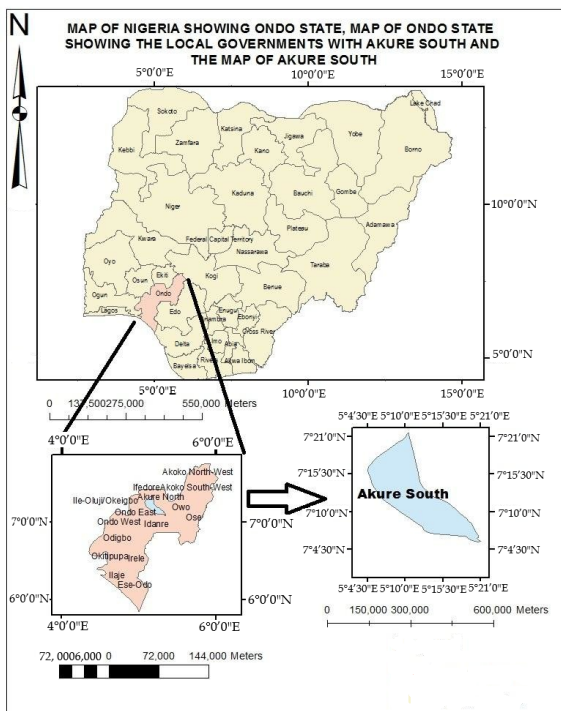 N
MAP OF NIGERIA SHOWING ONDO STATE, MAP OF ONDO STATE
SHOWING THE LOCAL GOVERNMENTS WITH AKURE SOUTH AND
THE MAP OF AKURE SOUTH
5°0'0"E 10°0'0"E 15°0'0"E
Lake Chad
Sokoto
Katsina
Jigawa
Yobe
Zamfara
Kano
Borno
Kebbi
Kaduna
Bauchi
Gombe
Niger
10°0'0"N
Adamawa
Plateau
Kwara
Federal Capital Territory
Nassarawa
Oyo
Taraba
Ekiti
Kogi
Osun
Benue
Ondo
Ogun
Edo
Enugu
Lagos
Ebonyi
Cross River
Delta
Imo
Abia
Rivers
Akwa Ibom
Bayelsa
5°0'0"N
5°0'0"E 10°0'0"E 15°0'0"E
0 137,500275,000 550,000 Meters
4°0'0"E 6°0'0"E
Akoko North-West
Ifedore Akoko South-West
Akure North
Ile-Oluji/Okeigbo
Owo
Ondo East
Ose
Ondo West
Idanre
Odigbo
Okitipupa
Irele
Ilaje
Ese-Odo
7°0'0"N
7°0'0"N
6°0'0"N
6°0'0"N
4°0'0"E 6°0'0"E
72,0006,000 0 72,000 144,000 Meters
5°4'30"E 5°10'0"E 5°15'30"E 5°21'0"E
7°21'0"N
7°21'0"N
7°15'30"N
7°15'30"N
Akure South
7°10'0"N
7°10'0"N
7°4'30"N
7°4'30"N
5°4'30"E 5°10'0"E 5°15'30"E 5°21'0"E
0 150,000 300,000 600,000 Meters